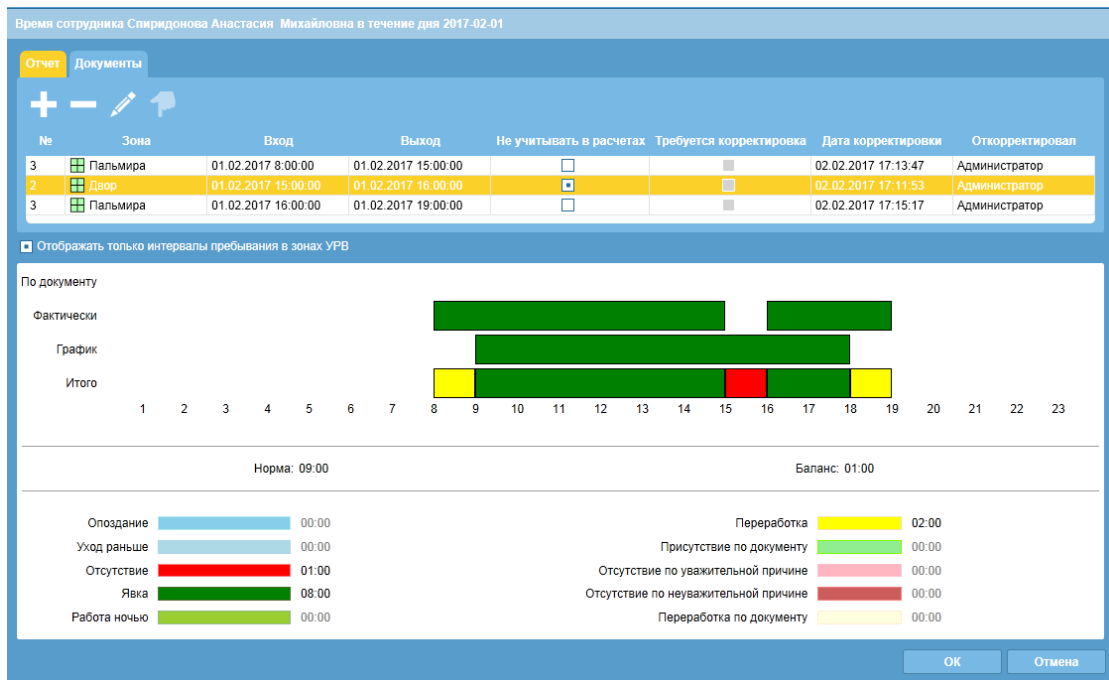 Время сотрудника Спиридонова Анастасия Михайловна в течение дня 2017-02-01
Отчет Документы
№ Зона Вход Выход Не учитывать в расчетах Требуется корректировка Дата корректировки Откорректировал
3 Пальмира 01.02.2017 8:00:00 01.02.2017 15:00:00 02.02.2017 17:13:47 Администратор
2 Двор 01.02.2017 15:00:00 01.02.2017 16:00:00 02.02.2017 17:11:53 Администратор
3 Пальмира 01.02.2017 16:00:00 01.02.2017 19:00:00 02.02.2017 17:15:17 Администратор
Отображать только интервалы пребывания в зонах УРВ
По документу
Фактически
График
Итого
1 2 3 4 5 6 7 8 9 10 11 12 13 14 15 16 17 18 19 20 21 22 23
Норма: 09:00 Баланс: 01:00
Опоздание 00:00 Переработка 02:00
Уход раньше 00:00 Присутствие по документу 00:00
Отсутствие 01:00 Отсутствие по уважительной причине 00:00
Явка 08:00 Отсутствие по неуважительной причине 00:00
Работа ночью 00:00 Переработка по документу 00:00
ОК Отмена